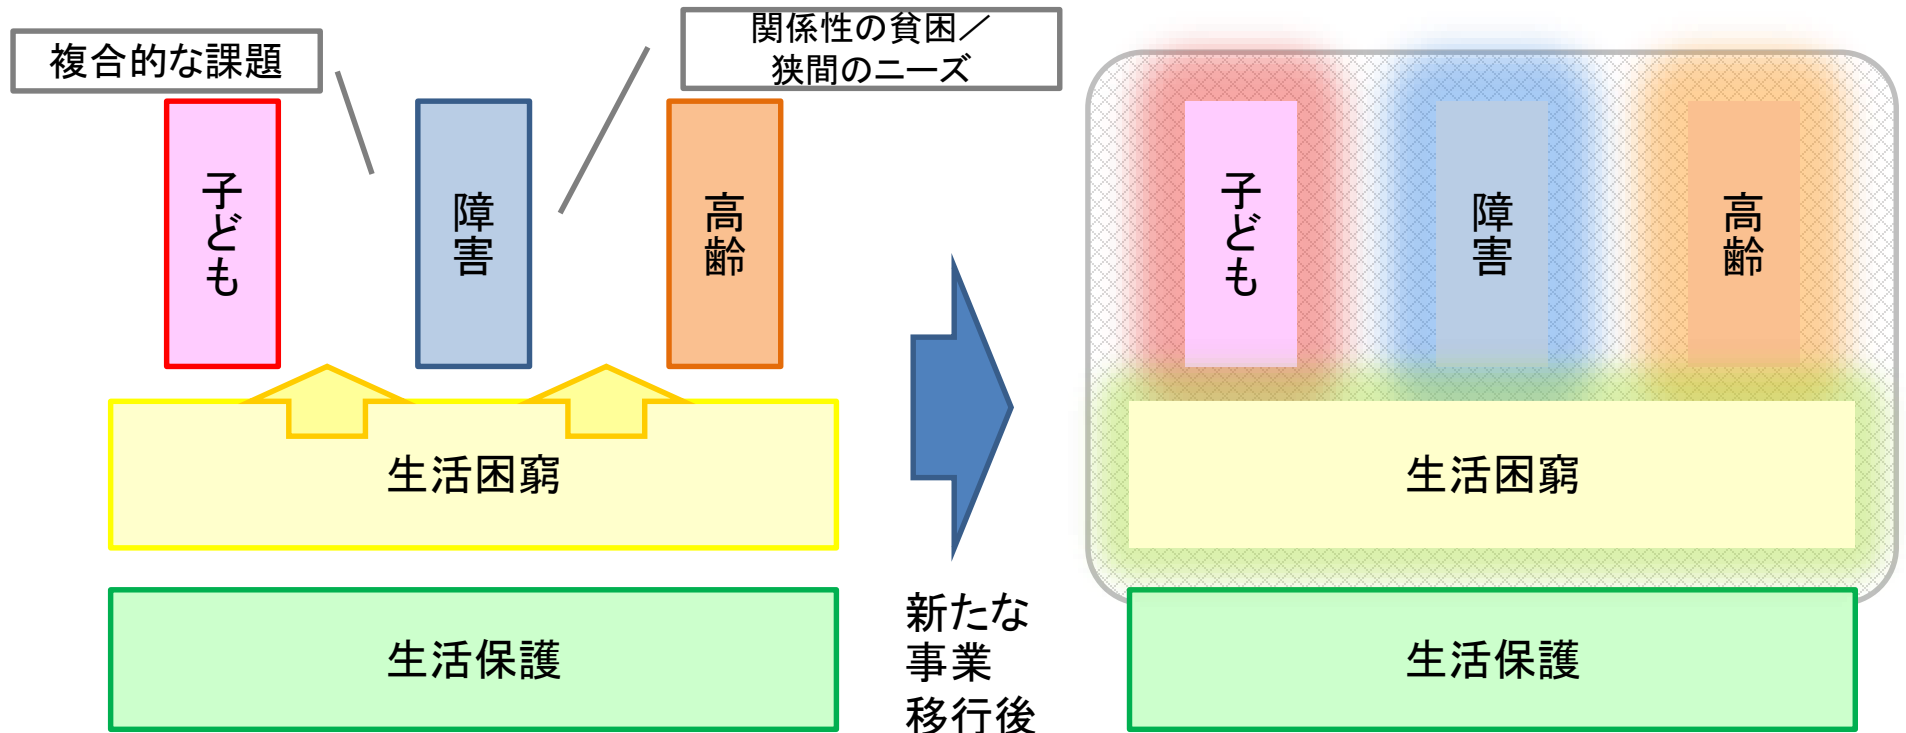 複合的な課題
関係性の貧困／
狭間のニーズ
子ども
障害
高齢
生活困窮
生活保護
新たな
事業
移行後
子ども
障害
高齢
生活困窮
生活保護